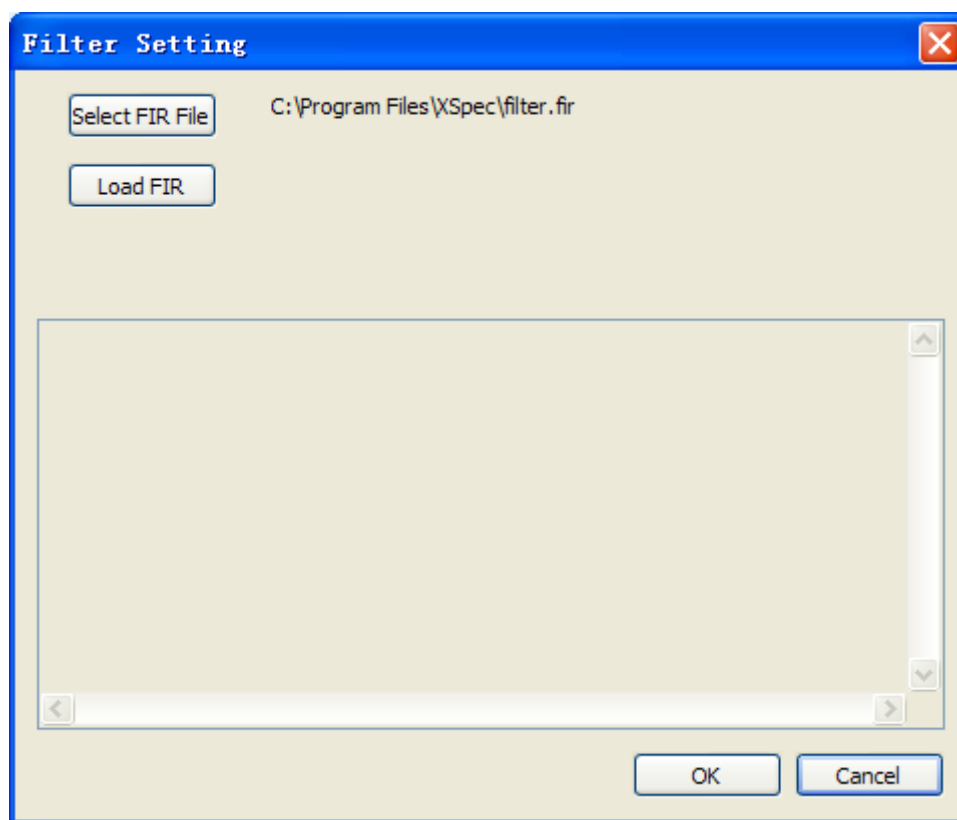 Filter Setting
Select FIR File
C:\Program Files\XSpec\filter.fir
Load FIR
OK
Cancel